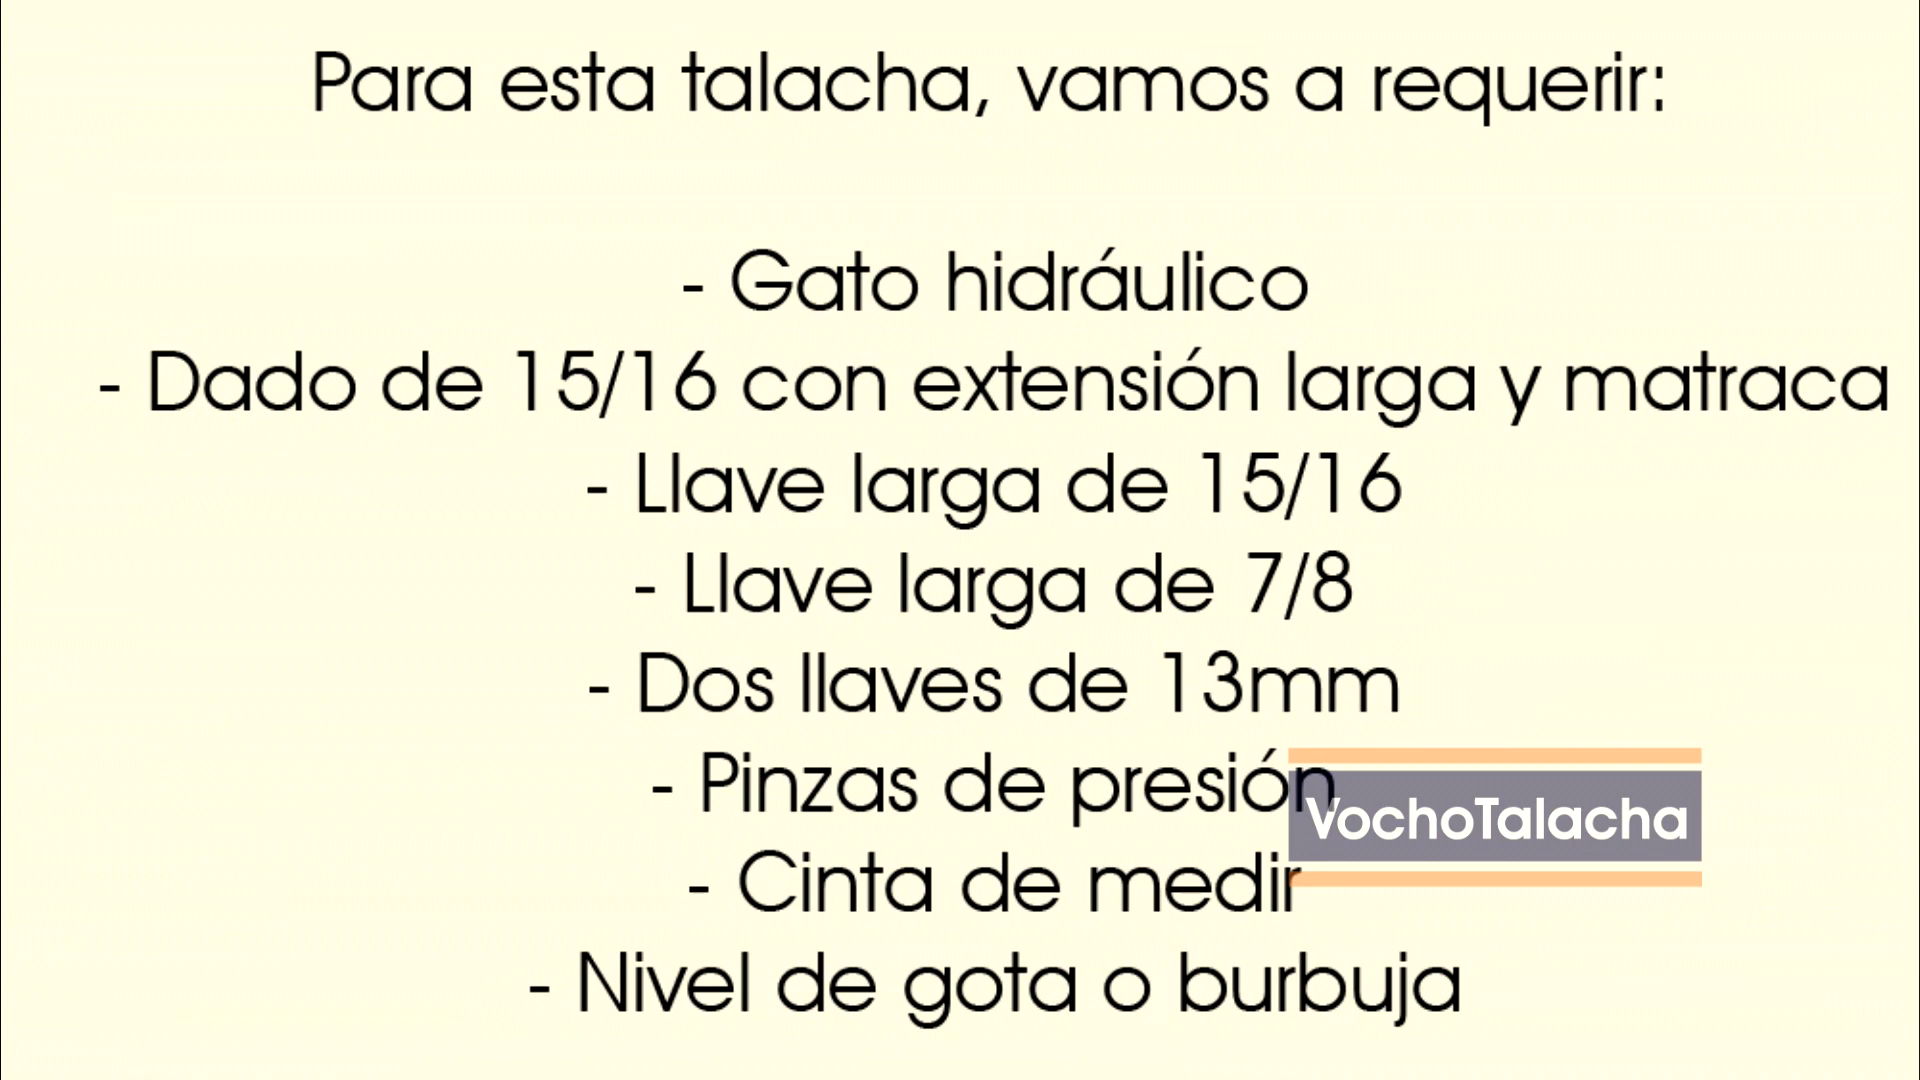 Para esta talacha, vamos a requerir:
- Gato hidráulico
- Dado de 15/16 con extensión larga y matraca
- Llave larga de 15/16
- Llave larga de 7/8
- Dos llaves de 13mm
- Pinzas de presión
VochoTalacha
- Cinta de medir
- Nivel de gota o burbuja